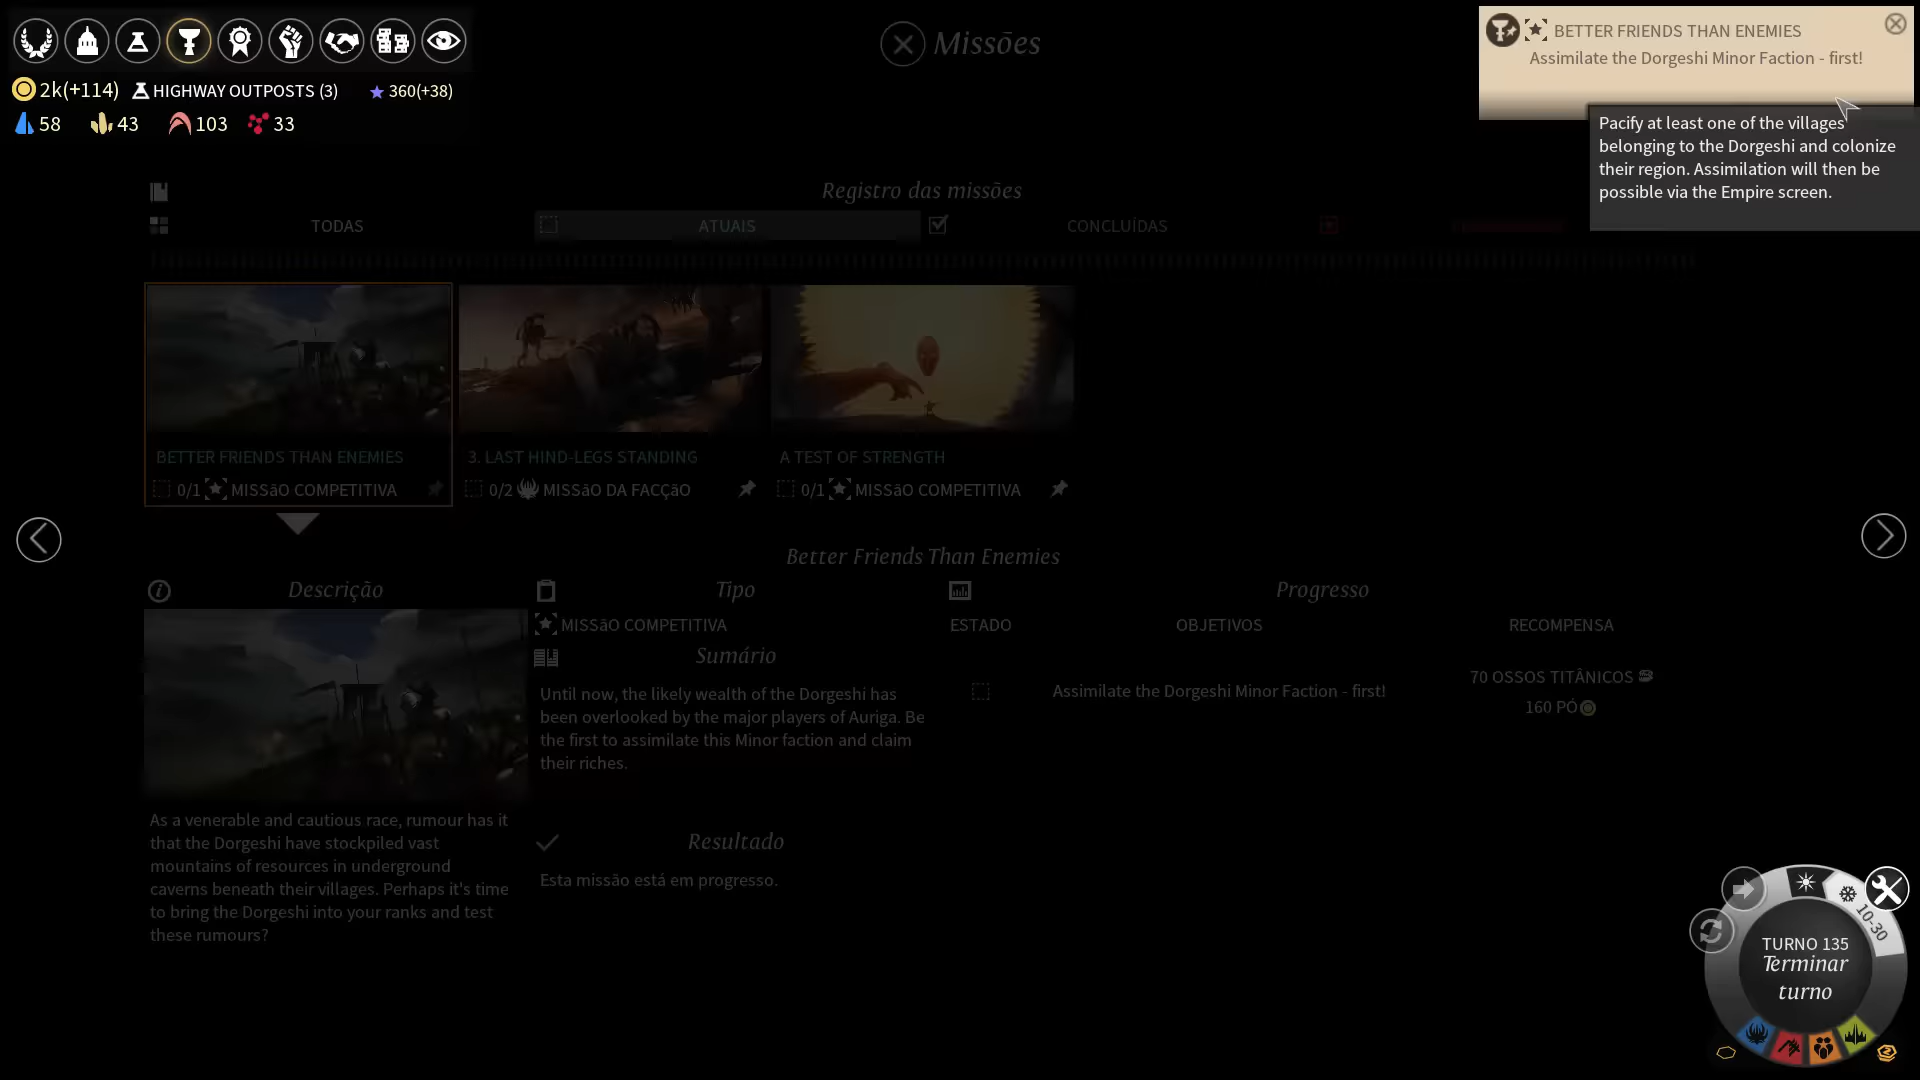 Missões
2k(+114)
HIGHWAY OUTPOSTS (3)
360(+38)
58
43
103
33
BETTER FRIENDS THAN ENEMIES
Assimilate the Dorgeshi Minor Faction - first!
Pacify at least one of the villages
belonging to the Dorgeshi and colonize
their region. Assimilation will then be
possible via the Empire screen.
Registro das missões
TODAS
ATUAIS
CONCLUÍDAS
BETTER FRIENDS THAN ENEMIES
0/1 MISSãO COMPETITIVA
3. LAST HIND-LEGS STANDING
0/2 MISSãO DA FACÇãO
A TEST OF STRENGTH
0/1 MISSãO COMPETITIVA
Better Friends Than Enemies
Descrição
As a venerable and cautious race, rumour has it
that the Dorgeshi have stockpiled vast
mountains of resources in underground
caverns beneath their villages. Perhaps it's time
to bring the Dorgeshi into your ranks and test
these rumours?
Tipo
MISSãO COMPETITIVA
Sumário
Until now, the likely wealth of the Dorgeshi has
been overlooked by the major players of Auriga. Be
the first to assimilate this Minor faction and claim
their riches.
Resultado
Esta missão está em progresso.
Progresso
ESTADO
OBJETIVOS
RECOMPENSA
Assimilate the Dorgeshi Minor Faction - first!
70 OSSOS TITÂNICOS
160 PÓ
10-30
TURNO 135
Terminar
turno